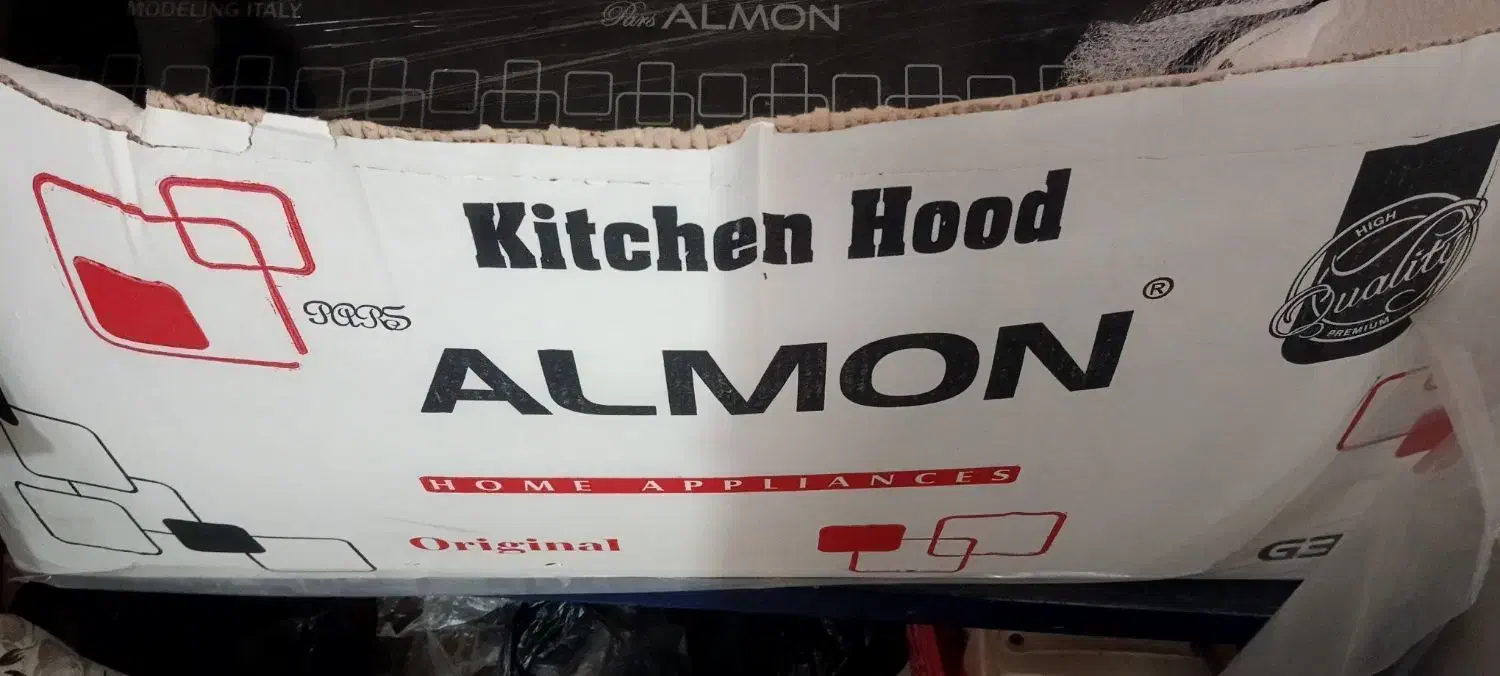 MODELING ITALY
Pars ALMON
Kitchen Hood
PARS
ALMON®
HIGH
Quality
PREMIUM
HOME APPLIANCES
Original
G3